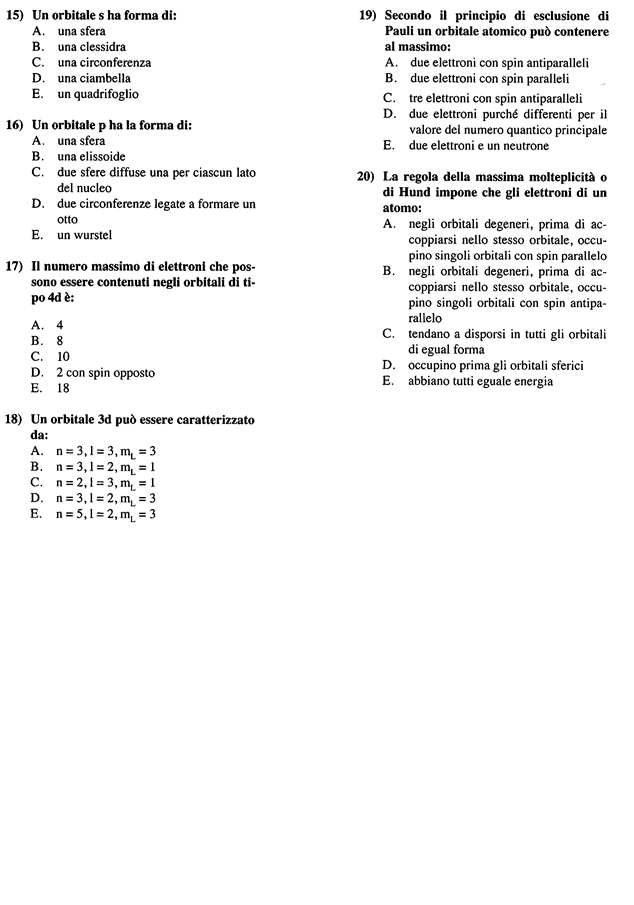 15) Un orbitale s ha forma di:
A. una sfera
B. una clessidra
C. una circonferenza
D. una ciambella
E. un quadrifoglio
16) Un orbitale p ha la forma di:
A. una sfera
B. una elissoide
C. due sfere diffuse una per ciascun lato
del nucleo
D. due circonferenze legate a formare un
otto
E. un wurstel
17) Il numero massimo di elettroni che pos-
sono essere contenuti negli orbitali di ti-
po 4d è:
A. 4
B. 8
C. 10
D. 2 con spin opposto
E. 18
18) Un orbitale 3d può essere caratterizzato
da:
A. n = 3, l = 3, m_L = 3
B. n = 3, l = 2, m_L = 1
C. n = 2, l = 3, m_L = 1
D. n = 3, l = 2, m_L = 3
E. n = 5, l = 2, m_L = 3
19) Secondo il principio di esclusione di
Pauli un orbitale atomico può contenere
al massimo:
A. due elettroni con spin antiparalleli
B. due elettroni con spin paralleli
C. tre elettroni con spin antiparalleli
D. due elettroni purché differenti per il
valore del numero quantico principale
E. due elettroni e un neutrone
20) La regola della massima molteplicità o
di Hund impone che gli elettroni di un
atomo:
A. negli orbitali degeneri, prima di ac-
coppiarsi nello stesso orbitale, occu-
pino singoli orbitali con spin parallelo
B. negli orbitali degeneri, prima di ac-
coppiarsi nello stesso orbitale, occu-
pino singoli orbitali con spin antipa-
rallelo
C. tendano a disporsi in tutti gli orbitali
di egual forma
D. occupino prima gli orbitali sferici
E. abbiano tutti eguale energia